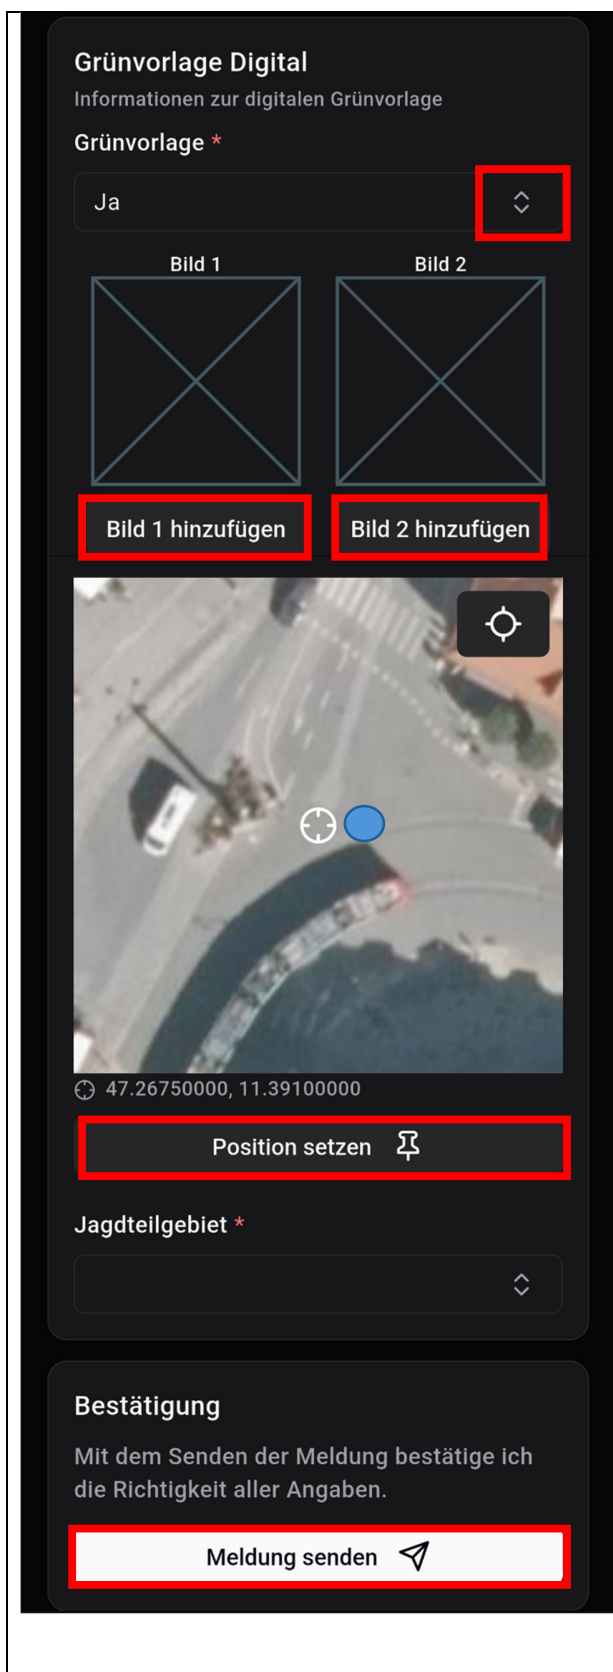 Grünvorlage Digital
Informationen zur digitalen Grünvorlage
Grünvorlage *
Ja
Bild 1 Bild 2
Bild 1 hinzufügen Bild 2 hinzufügen
47.26750000, 11.39100000
Position setzen
Jagdteilgebiet *
Bestätigung
Mit dem Senden der Meldung bestätige ich
die Richtigkeit aller Angaben.
Meldung senden